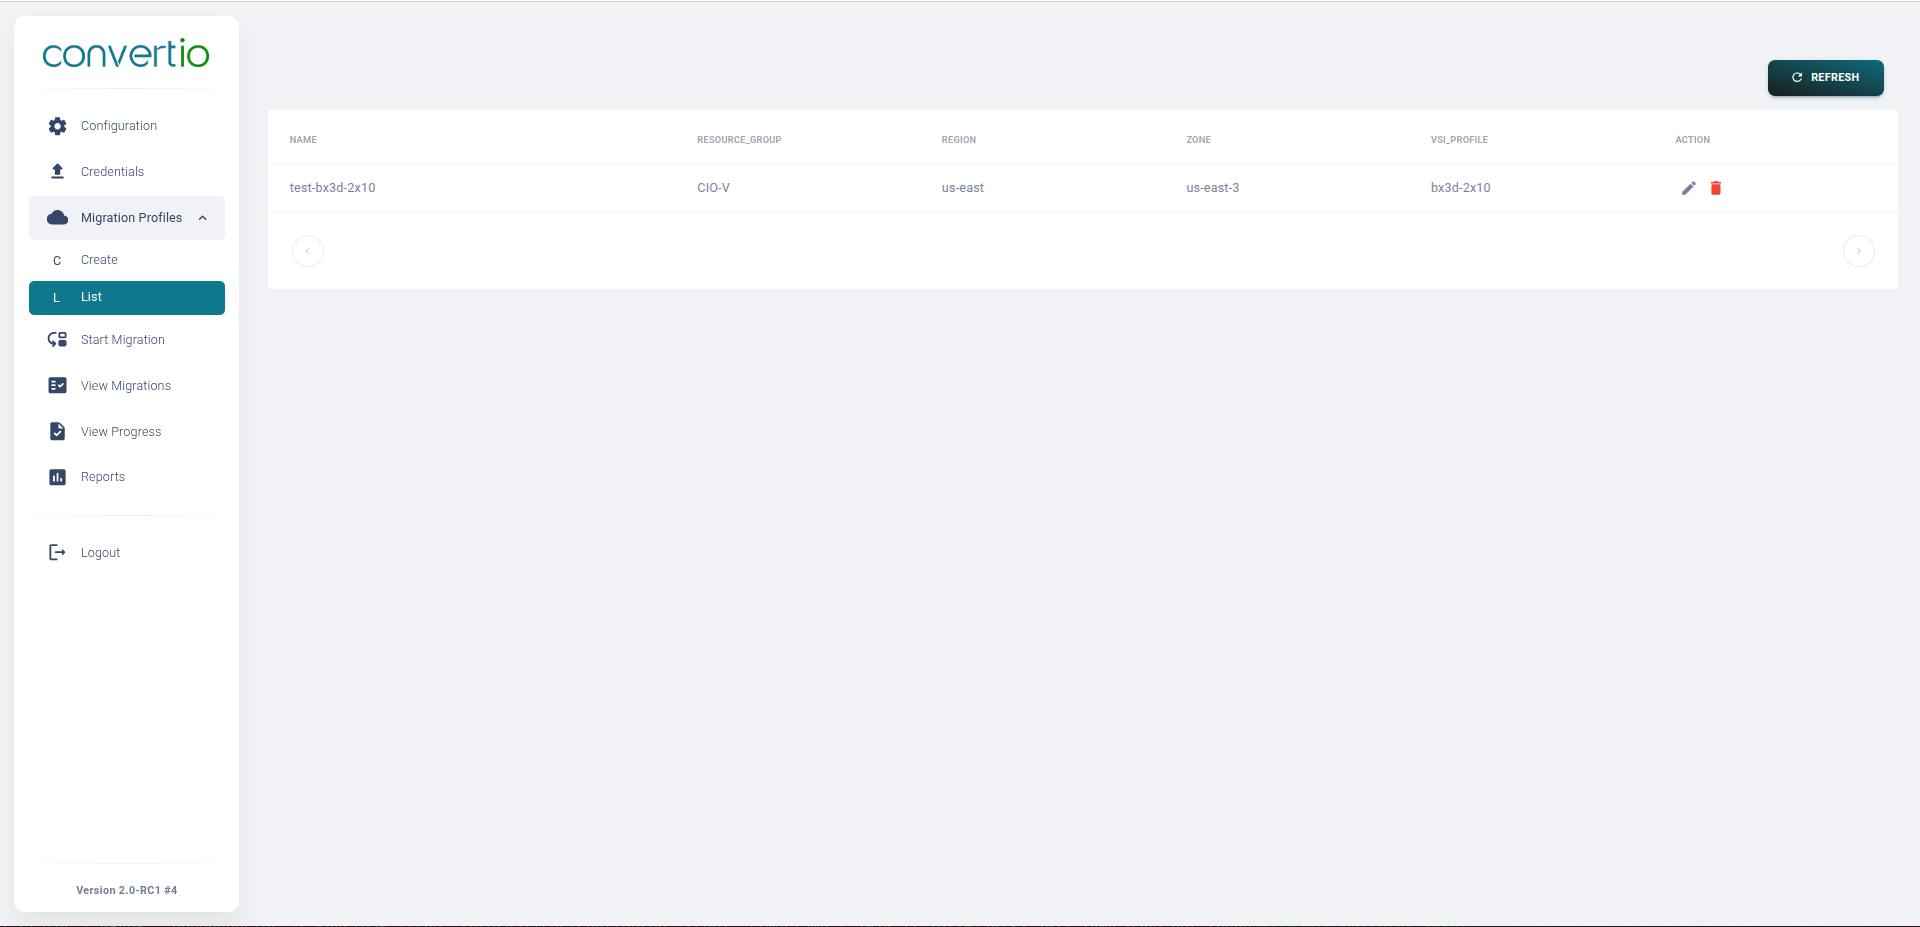 convertio
Configuration
Credentials
Migration Profiles
C Create
L List
Start Migration
View Migrations
View Progress
Reports
Logout
Version 2.0-RC1 #4
REFRESH
NAME RESOURCE_GROUP REGION ZONE VSI_PROFILE ACTION
test-bx3d-2x10 CIO-V us-east us-east-3 bx3d-2x10